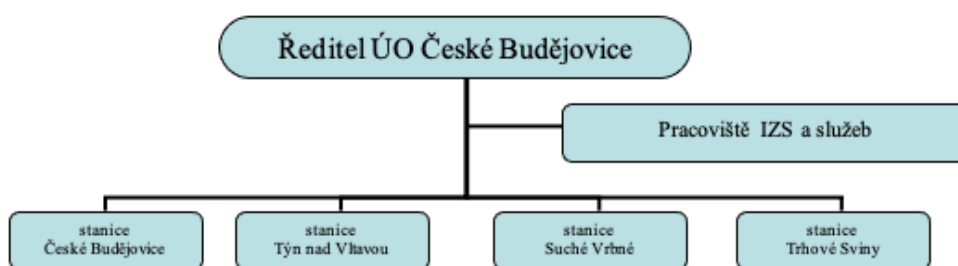 Ředitel ÚO České Budějovice
Pracoviště IZS a služeb
stanice
České Budějovice
stanice
Týn nad Vltavou
stanice
Suché Vrbné
stanice
Trhové Sviny